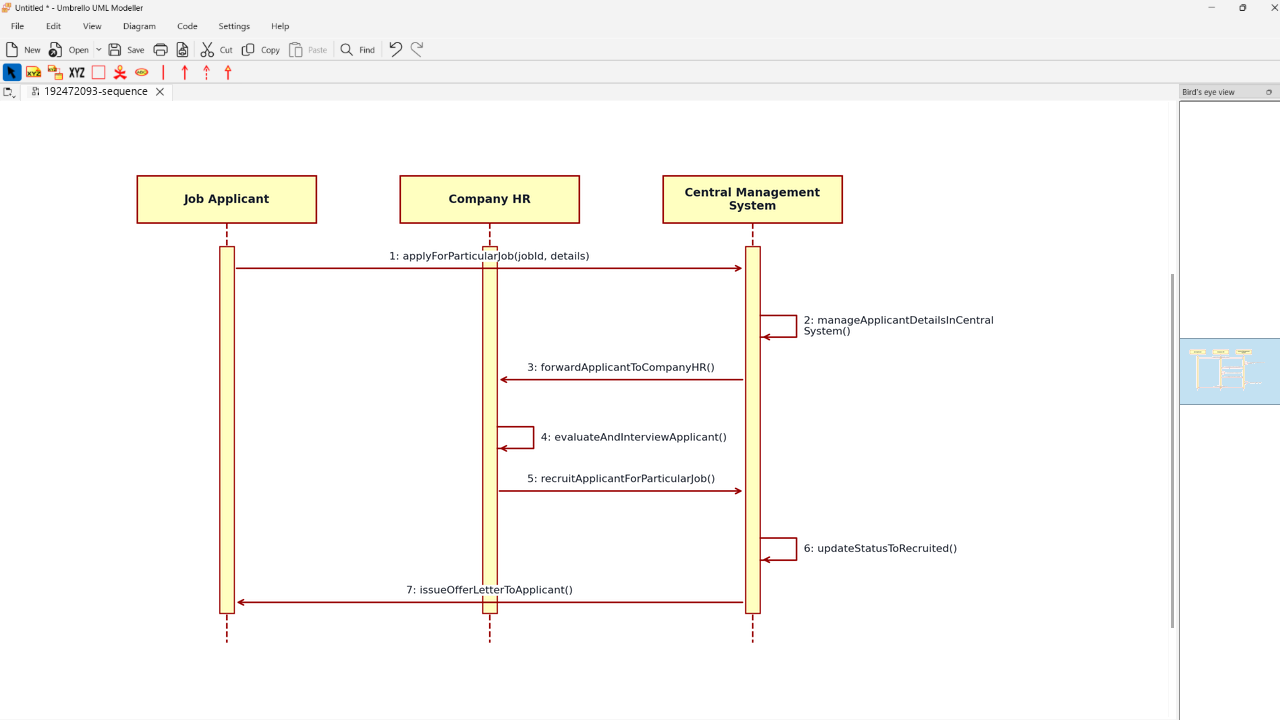 Untitled * - Umbrello UML Modeller
File Edit View Diagram Code Settings Help
New Open Save Cut Copy Paste Find
XYZ XYZ
192472093-sequence
Bird's eye view
Job Applicant
Company HR
Central Management
System
1: applyForParticularJob(jobId, details)
2: manageApplicantDetailsInCentral
System()
3: forwardApplicantToCompanyHR()
4: evaluateAndInterviewApplicant()
5: recruitApplicantForParticularJob()
6: updateStatusToRecruited()
7: issueOfferLetterToApplicant()